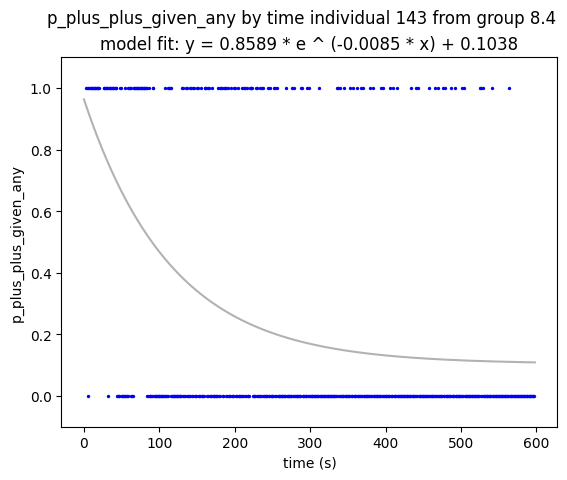 p_plus_plus_given_any by time individual 143 from group 8.4
model fit: y = 0.8589 * e ^ (-0.0085 * x) + 0.1038
1.0
0.8
0.6
0.4
0.2
0.0
p_plus_plus_given_any
0 100 200 300 400 500 600
time (s)